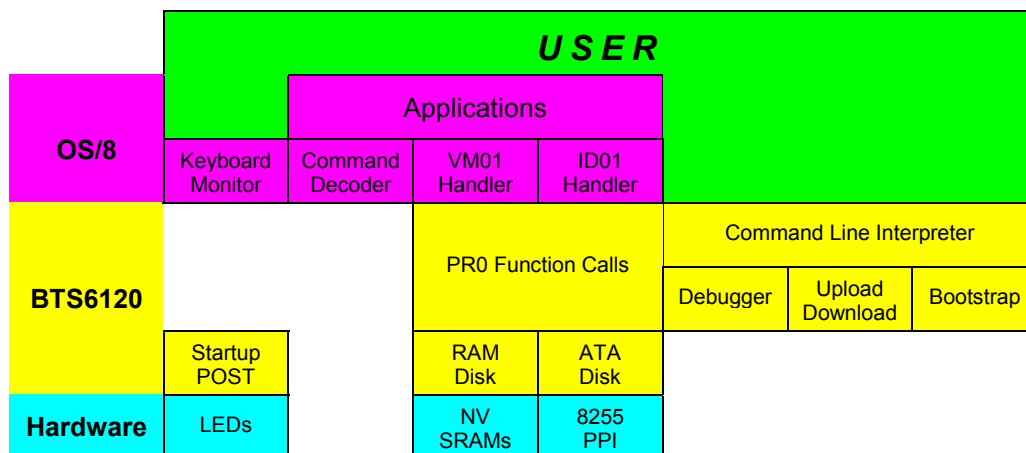 USER
Applications
OS/8
Keyboard
Monitor
Command
Decoder
VM01
Handler
ID01
Handler
BTS6120
PR0 Function Calls
Command Line Interpreter
Debugger
Upload
Download
Bootstrap
Startup
POST
RAM
Disk
ATA
Disk
Hardware
LEDs
NV
SRAMs
8255
PPI